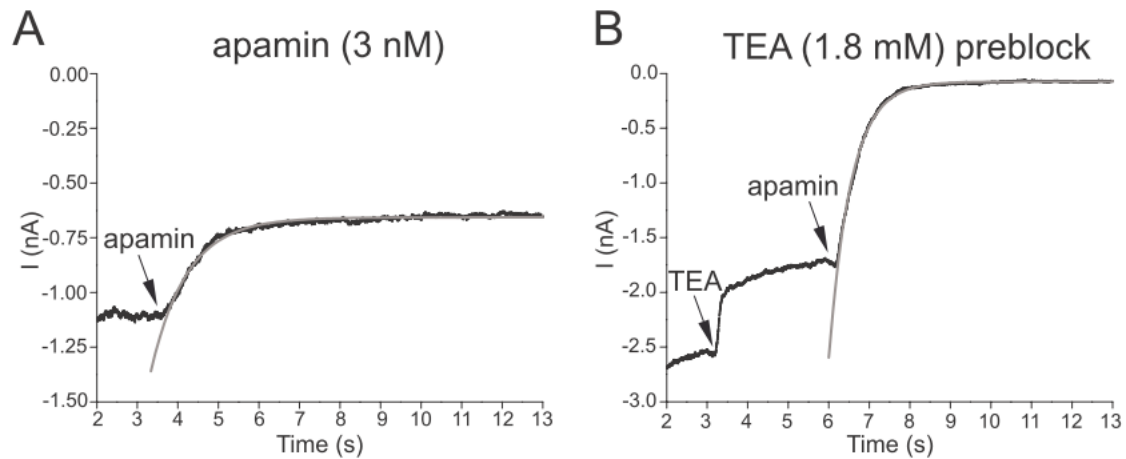 A
apamin (3 nM)
0.00
-0.25
-0.50
-0.75
-1.00
-1.25
-1.50
I (nA)
apamin
2 3 4 5 6 7 8 9 10 11 12 13
Time (s)
B
TEA (1.8 mM) preblock
0.0
-0.5
-1.0
-1.5
-2.0
-2.5
-3.0
I (nA)
apamin
TEA
2 3 4 5 6 7 8 9 10 11 12 13
Time (s)